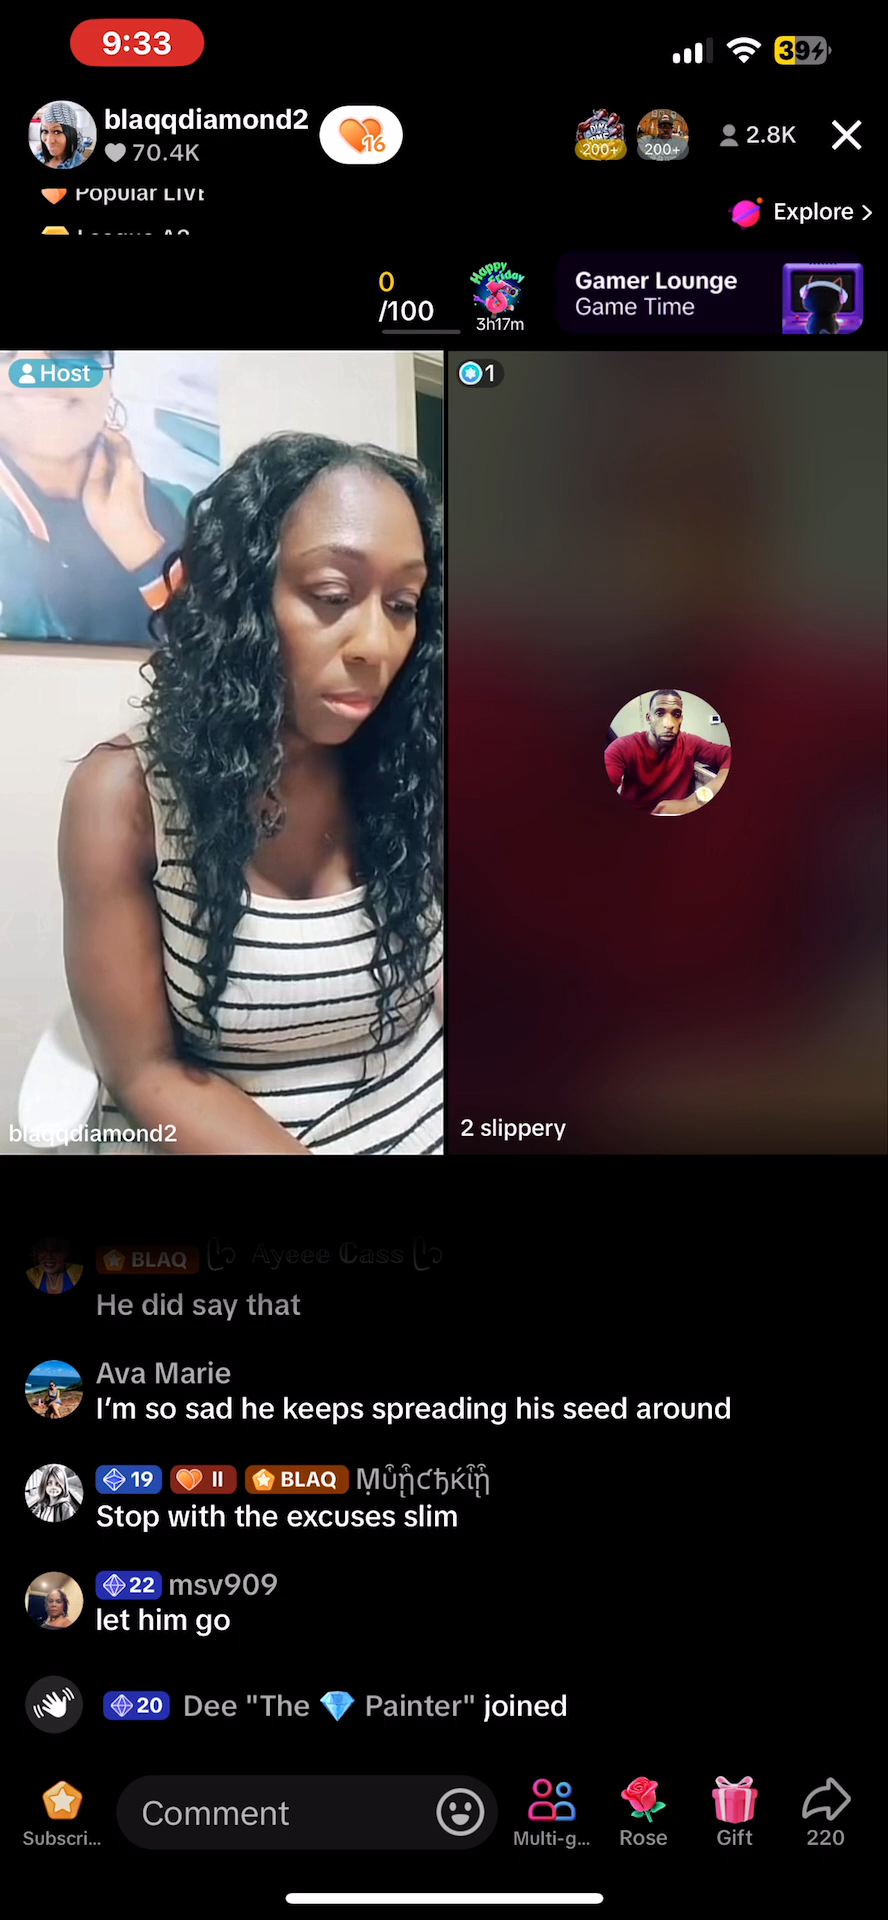 9:33
39
blaqqdiamond2
70.4K
16
200+
200+
2.8K
Popular LIVE
Explore >
0
/100
Happy Friday
3h17m
Gamer Lounge
Game Time
Host
1
blaqqdiamond2
2 slippery
BLAQ Ayeee Cass
He did say that
Ava Marie
I'm so sad he keeps spreading his seed around
19 II BLAQ
Stop with the excuses slim
22 msv909
let him go
20 Dee "The 💎 Painter" joined
Subscri...
Comment
Multi-g...
Rose
Gift
220